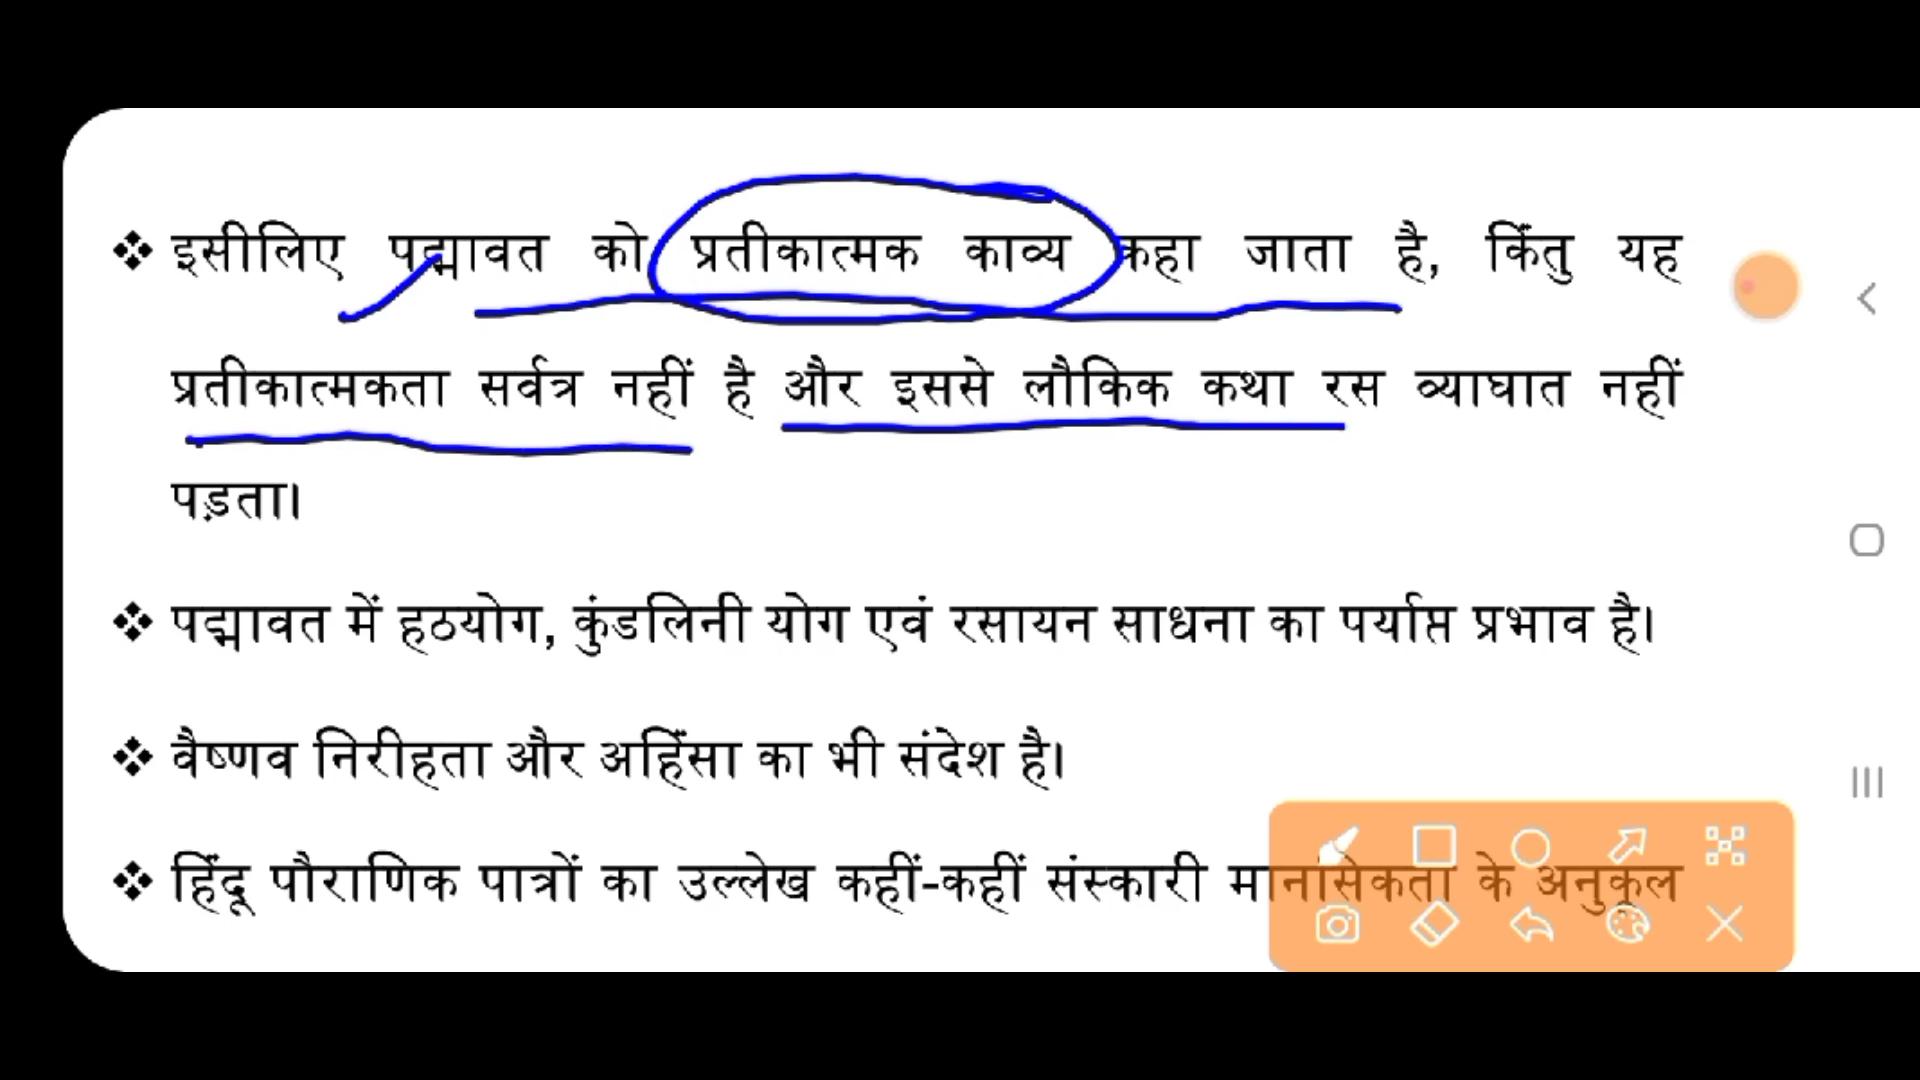 ❖ इसीलिए पद्मावत को प्रतीकात्मक काव्य कहा जाता है, किंतु यह
प्रतीकात्मकता सर्वत्र नहीं है और इससे लौकिक कथा रस व्याघात नहीं
पड़ता।
❖ पद्मावत में हठयोग, कुंडलिनी योग एवं रसायन साधना का पर्याप्त प्रभाव है।
❖ वैष्णव निरीहता और अहिंसा का भी संदेश है।
❖ हिंदू पौराणिक पात्रों का उल्लेख कहीं-कहीं संस्कारी मानसिकता के अनुकूल